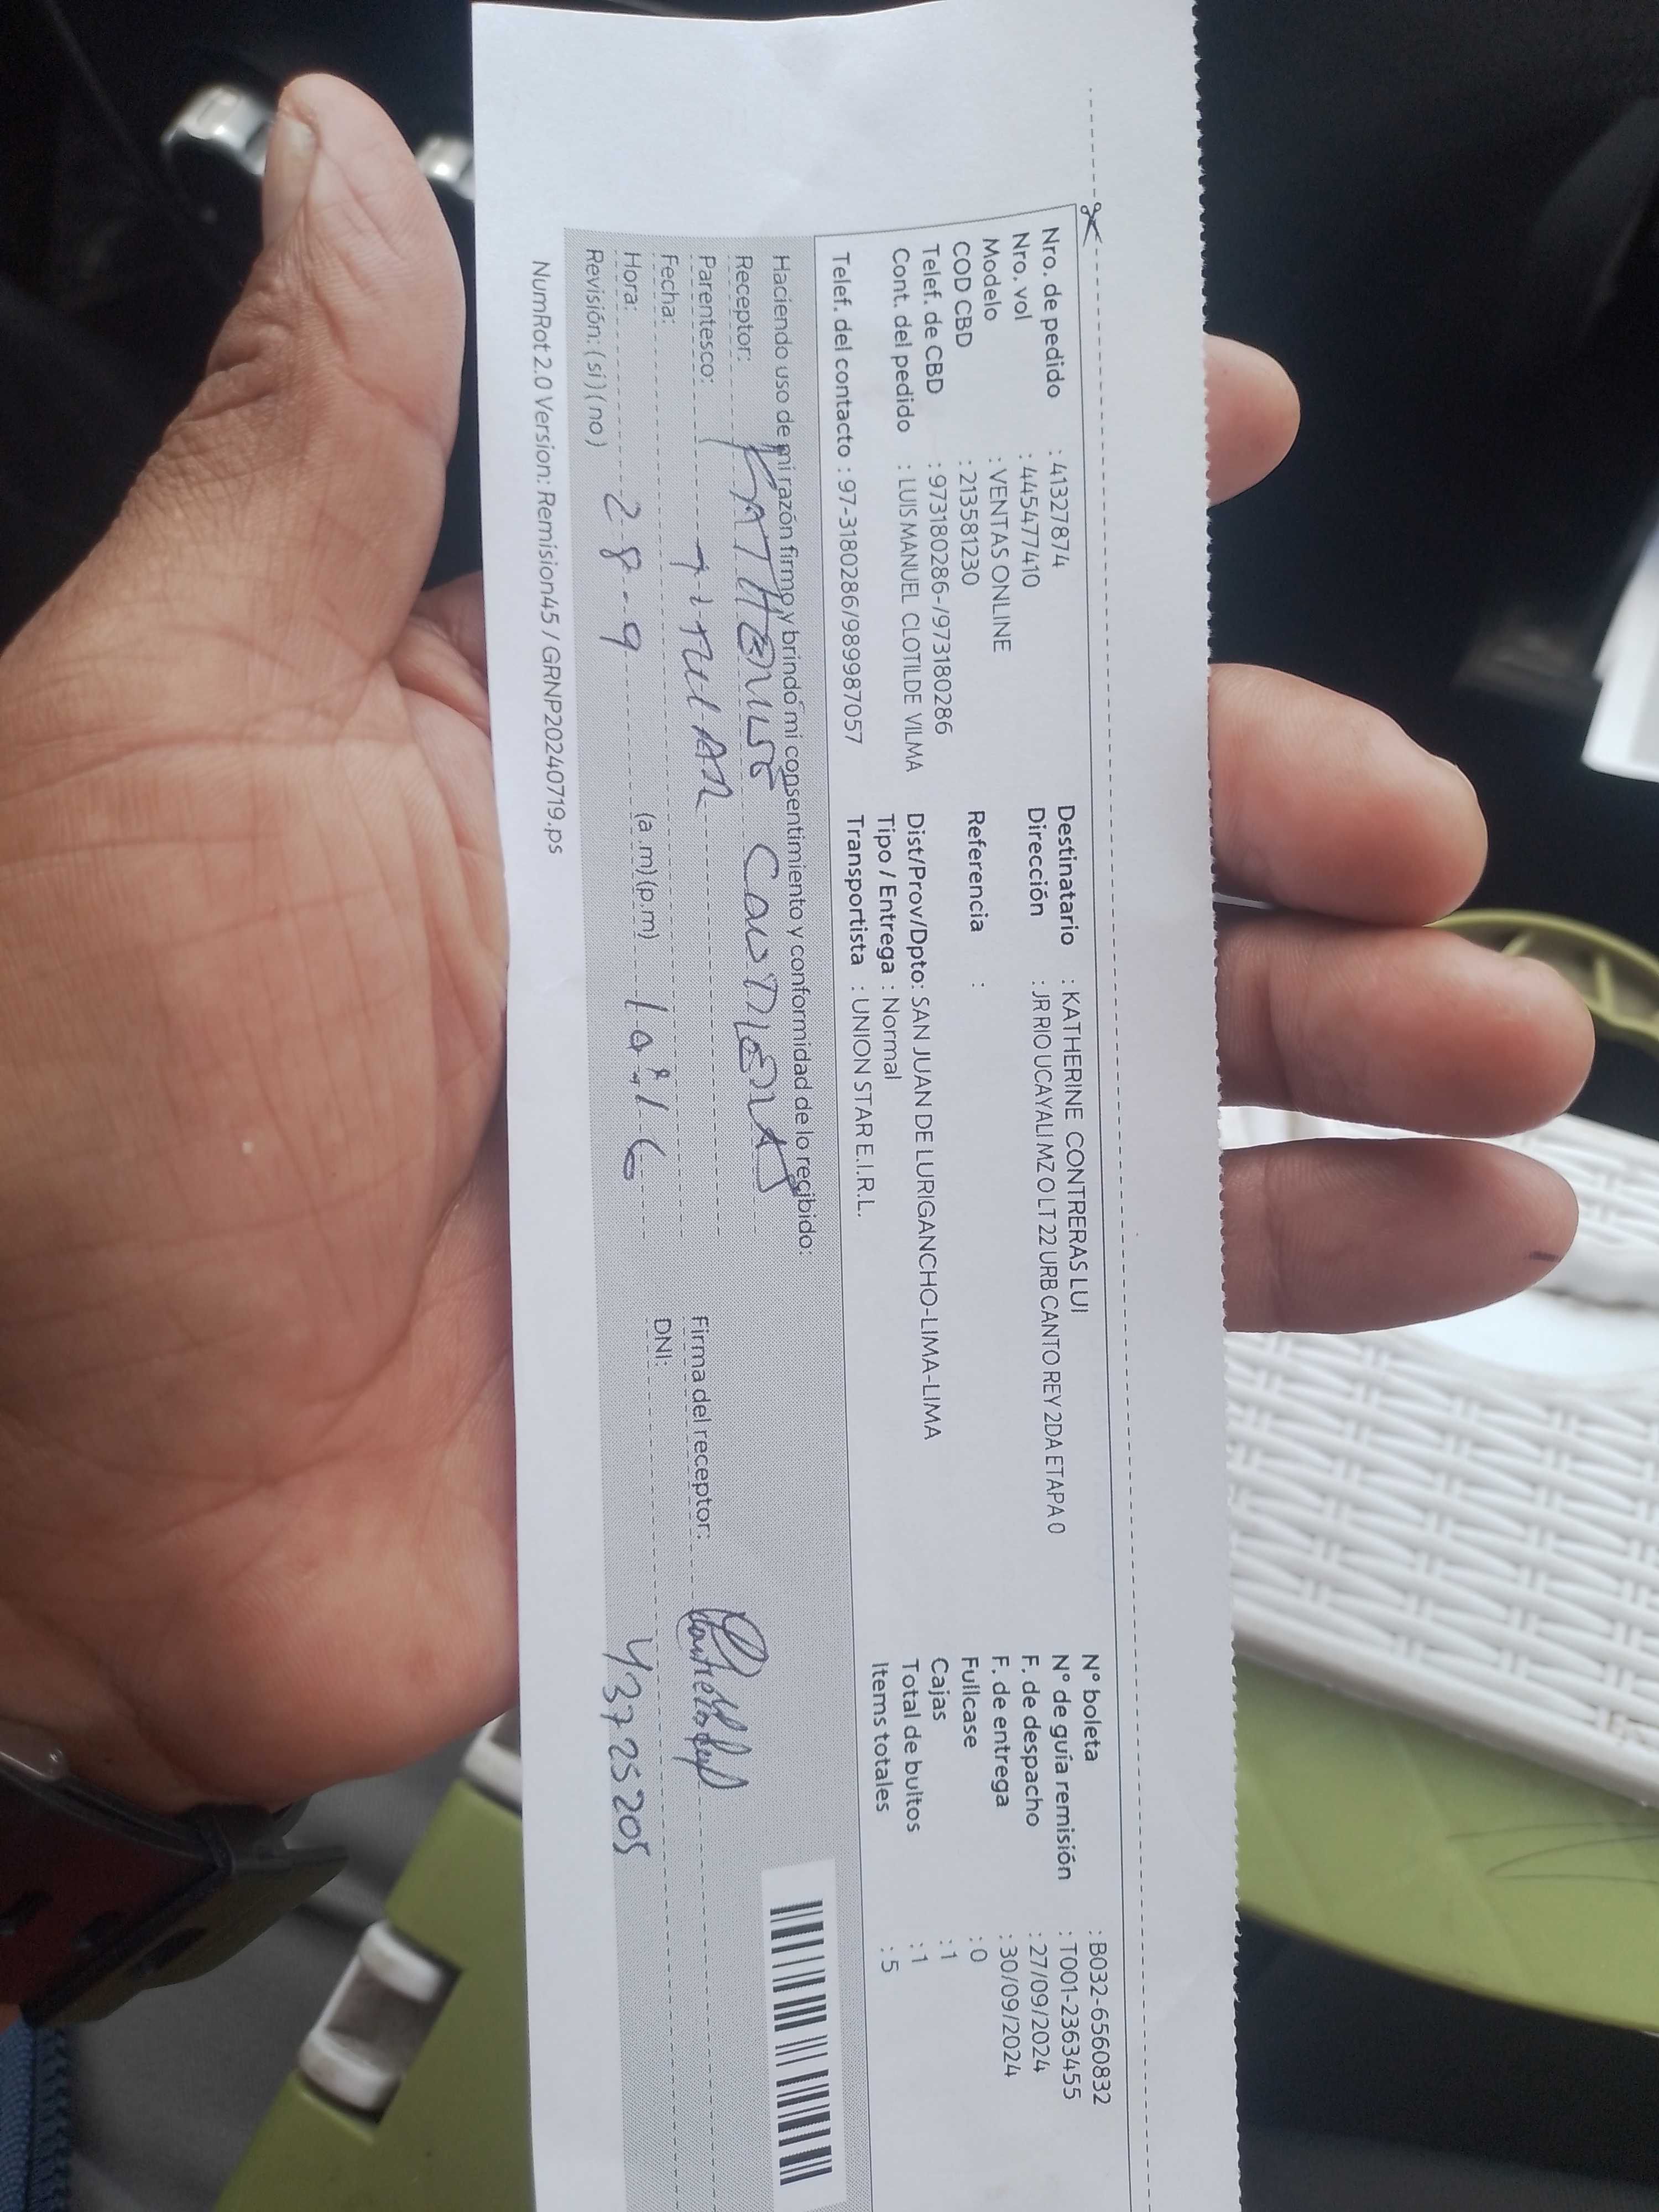 Nro. de pedido : 41327874
Nro. vol : 445477410
Modelo : VENTAS ONLINE
COD CBD : 213581230
Telef. de CBD : 973180286-/973180286
Cont. del pedido : LUIS MANUEL CLOTILDE VILMA
Telef. del contacto : 97-3180286/989987057
Destinatario : KATHERINE CONTRERAS LUI
Dirección : JR RIO UCAYALI MZ O LT 22 URB CANTO REY 2DA ETAPA 0
Referencia :
Dist/Prov/Dpto: SAN JUAN DE LURIGANCHO-LIMA-LIMA
Tipo / Entrega : Normal
Transportista : UNION STAR E.I.R.L.
N° boleta : B032-6560832
N° de guía remisión : T001-2363455
F. de despacho : 27/09/2024
F. de entrega : 30/09/2024
Fullcase : 0
Cajas : 1
Total de bultos : 1
Items totales : 5
Haciendo uso de mi razón firmo y brindo mi consentimiento y conformidad de lo recibido:
Receptor: KATHERINE
Parentesco: titular
Fecha:
Hora: 28-9 (a.m)(p.m)
Revisión: (si) (no)
Firma del receptor:
DNI: 43725205
NumRot 2.0 Version: Remision45 / GRNP20240719.ps